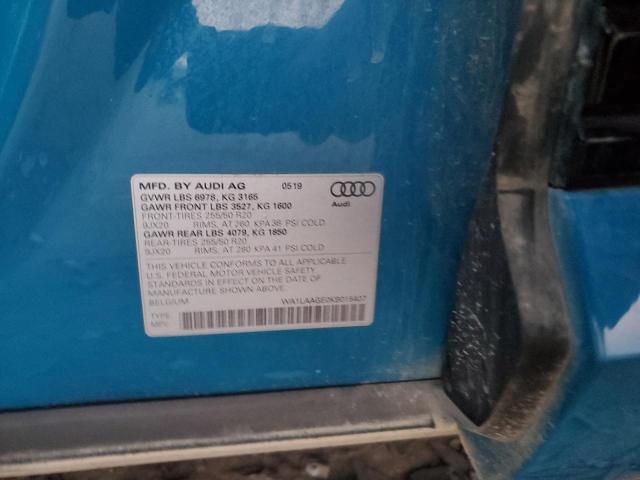 MFD. BY AUDI AG 0519
GVWR LBS 6978, KG 3165
GAWR FRONT LBS 3527, KG 1600
FRONT-TIRES 255/50 R20
9JX20 RIMS, AT 260 KPA 38 PSI COLD
GAWR REAR LBS 4079, KG 1850
REAR-TIRES 255/50 R20
9JX20 RIMS, AT 280 KPA 41 PSI COLD
Audi
THIS VEHICLE CONFORMS TO ALL APPLICABLE
U.S. FEDERAL MOTOR VEHICLE SAFETY
STANDARDS IN EFFECT ON THE DATE OF
MANUFACTURE SHOWN ABOVE.
BELGIUM
TYPE: